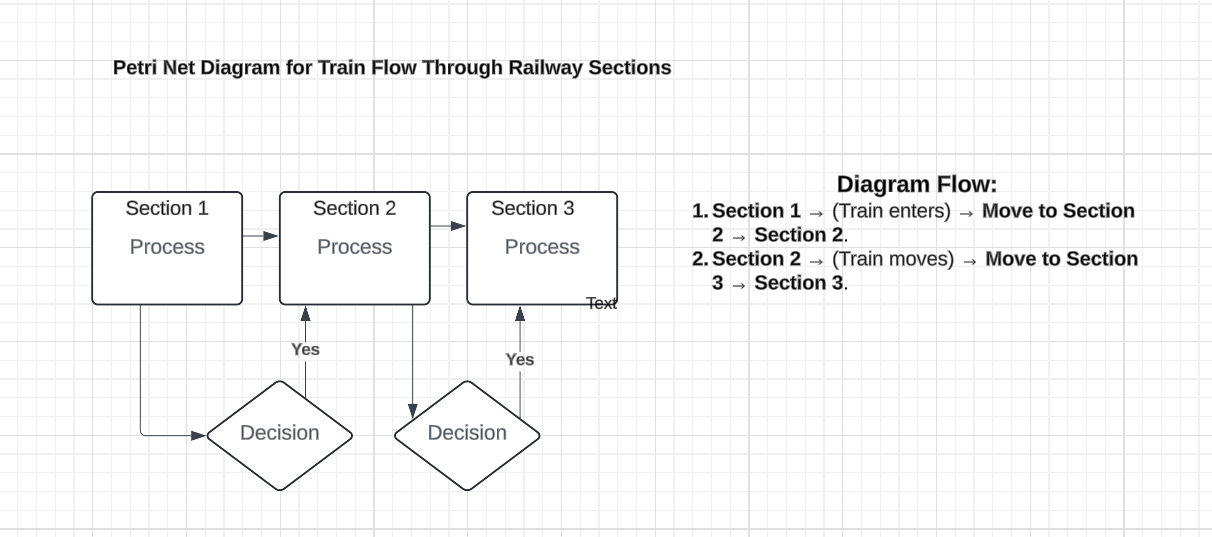 Petri Net Diagram for Train Flow Through Railway Sections
Section 1
Process
Section 2
Process
Section 3
Process
Text
Yes
Yes
Decision
Decision
Diagram Flow:
1. Section 1 → (Train enters) → Move to Section
2 → Section 2.
2. Section 2 → (Train moves) → Move to Section
3 → Section 3.